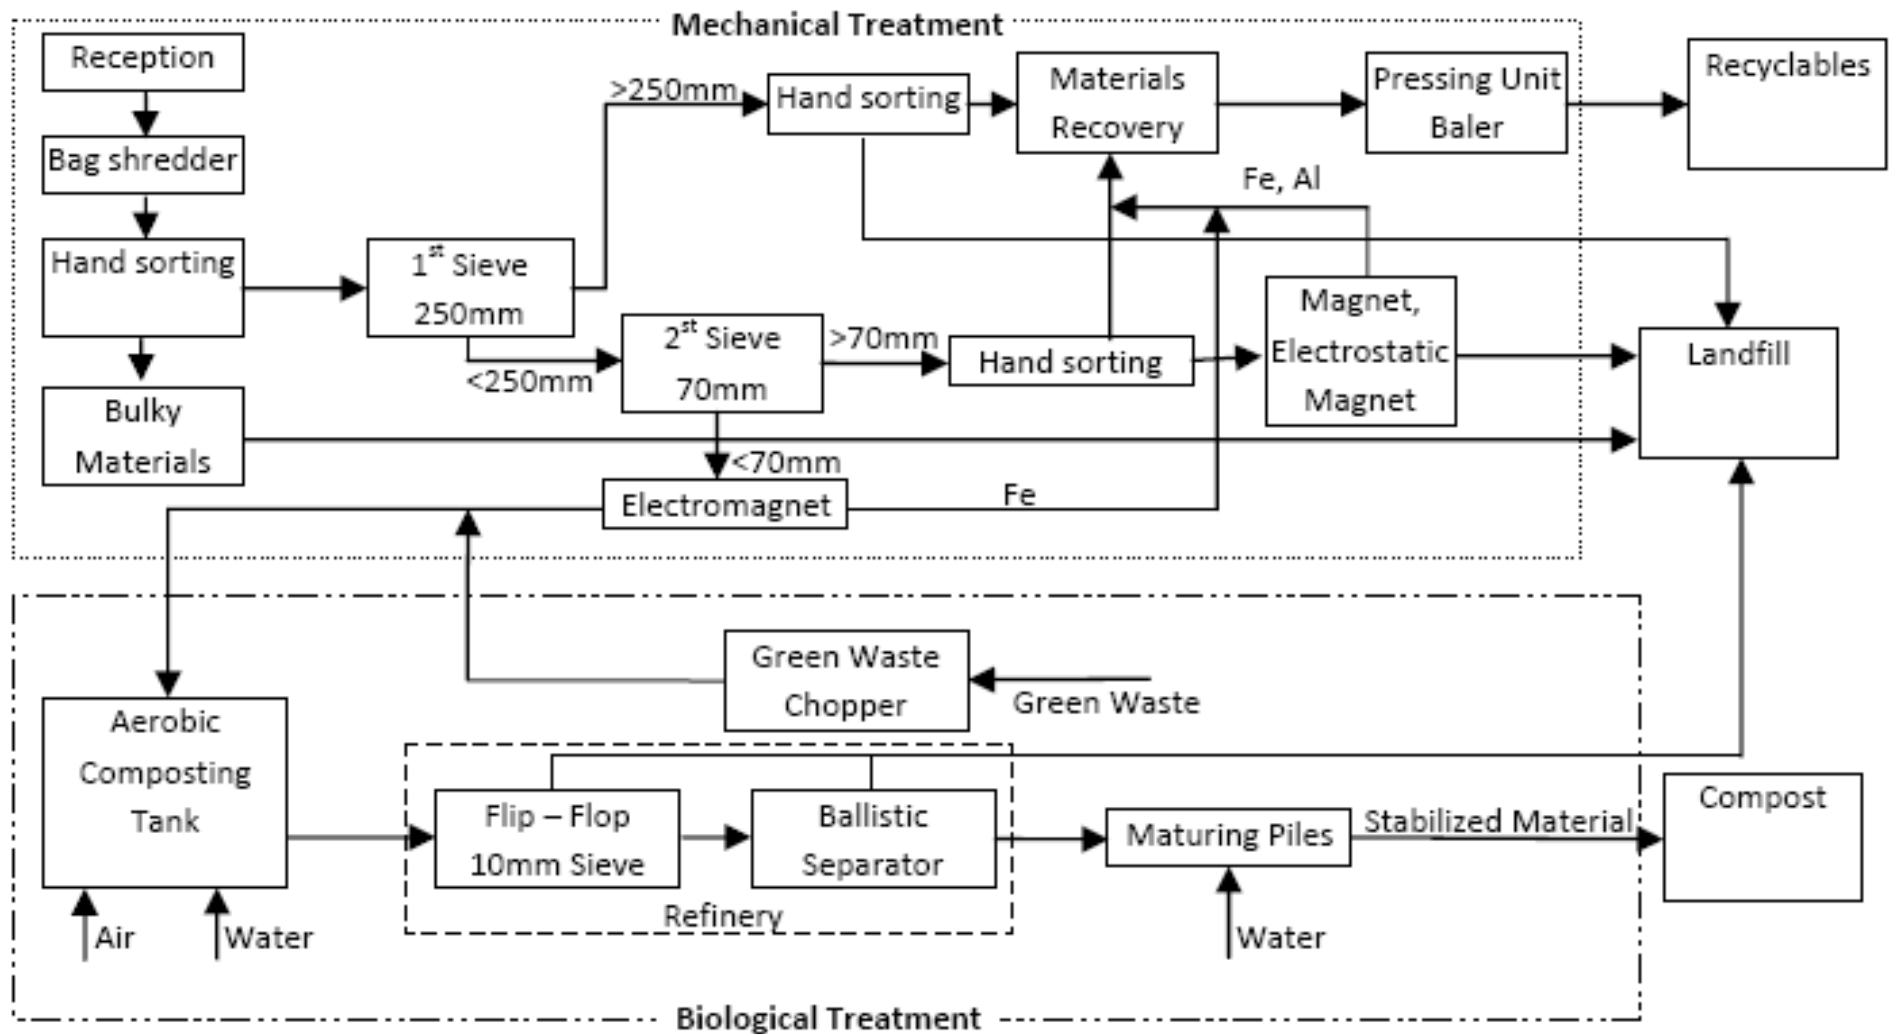 Mechanical Treatment
Reception
Bag shredder
Hand sorting
Bulky
Materials
1st Sieve
250mm
>250mm
<250mm
Hand sorting
Materials
Recovery
Pressing Unit
Baler
Recyclables
Fe, Al
2st Sieve
70mm
>70mm
<70mm
Hand sorting
Magnet,
Electrostatic
Magnet
Landfill
Electromagnet
Fe
Green Waste
Chopper
Green Waste
Aerobic
Composting
Tank
Air
Water
Flip – Flop
10mm Sieve
Ballistic
Separator
Refinery
Maturing Piles
Water
Stabilized Material
Compost
Biological Treatment